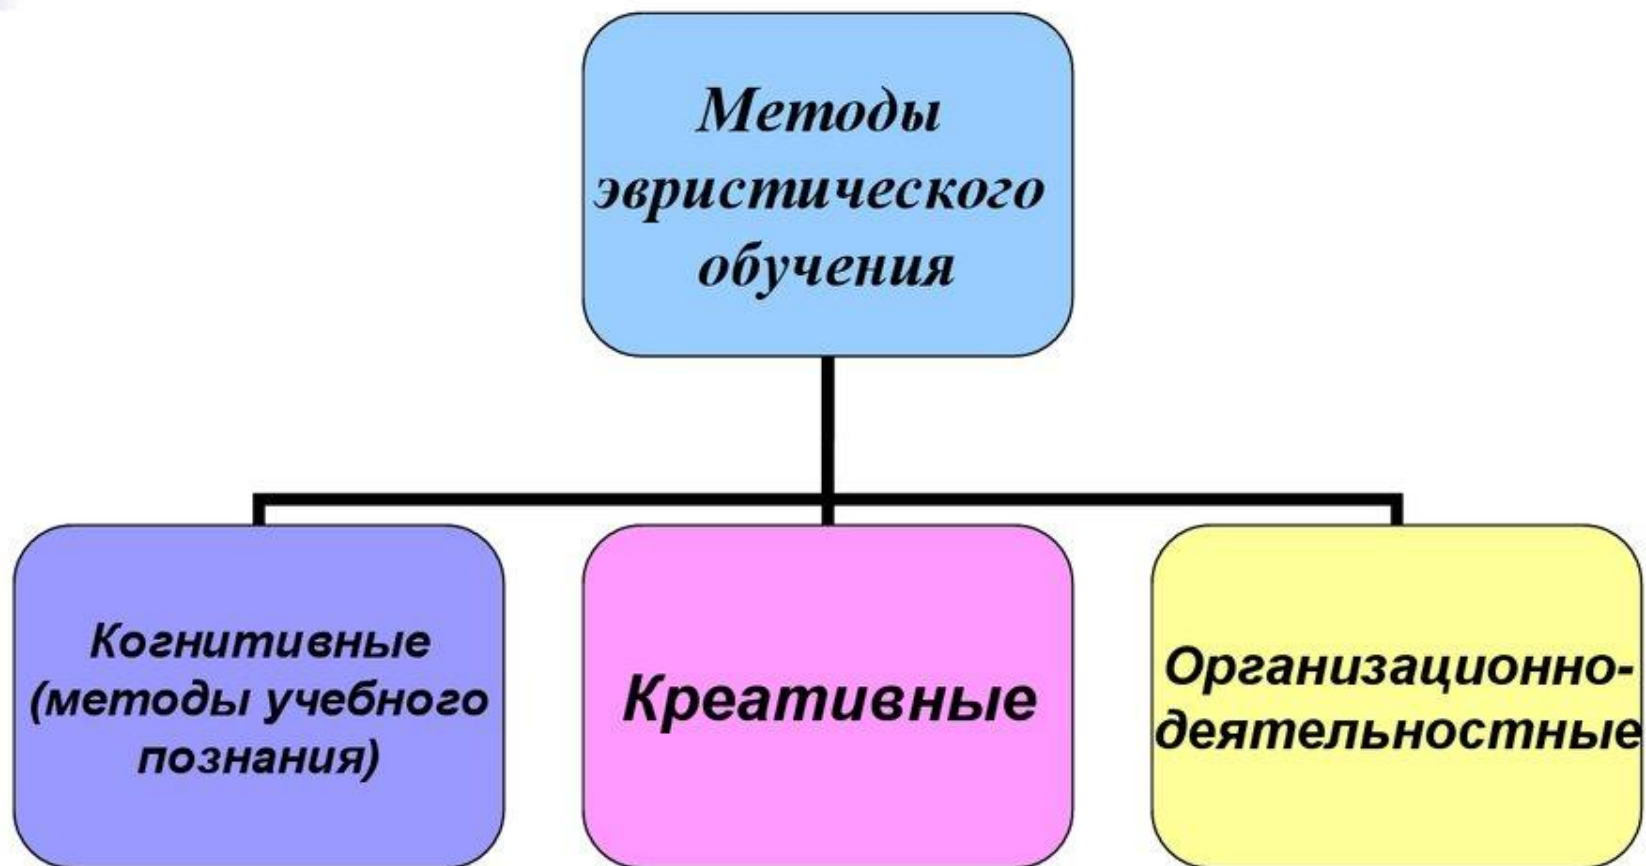 Методы
эвристического
обучения
Когнитивные
(методы учебного
познания)
Креативные
Организационно-
деятельностные